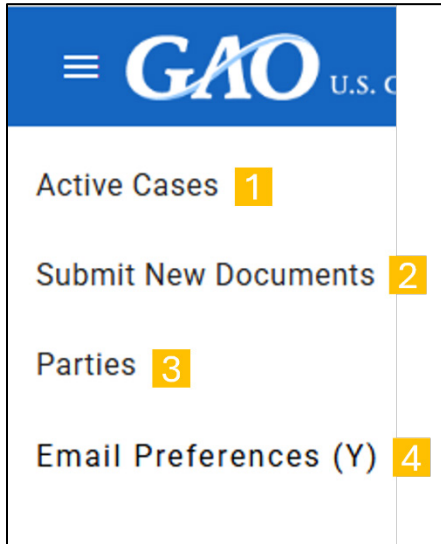 GAO U.S. G
Active Cases 1
Submit New Documents 2
Parties 3
Email Preferences (Y) 4